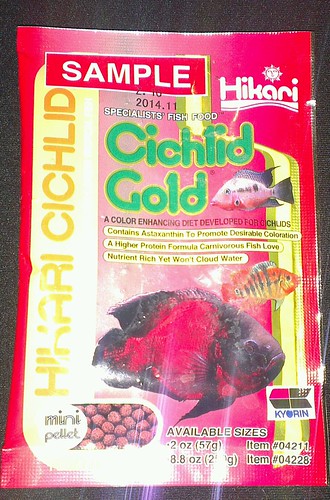 SAMPLE
Hikari
2014.11
SPECIALISTS' FISH FOOD
Cichlid
Gold
A COLOR ENHANCING DIET DEVELOPED FOR CICHLIDS
Contains Astaxanthin To Promote Desirable Coloration
A Higher Protein Formula Carnivorous Fish Love
Nutrient Rich Yet Won't Cloud Water
HIKARI CICHLID
mini
pellet
KYORIN
AVAILABLE SIZES
2 oz (57g) Item #04211
8.8 oz Item #04228